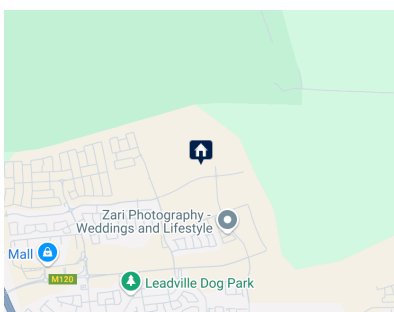 Zari Photography -
Weddings and Lifestyle
Mall
M120
Leadville Dog Park